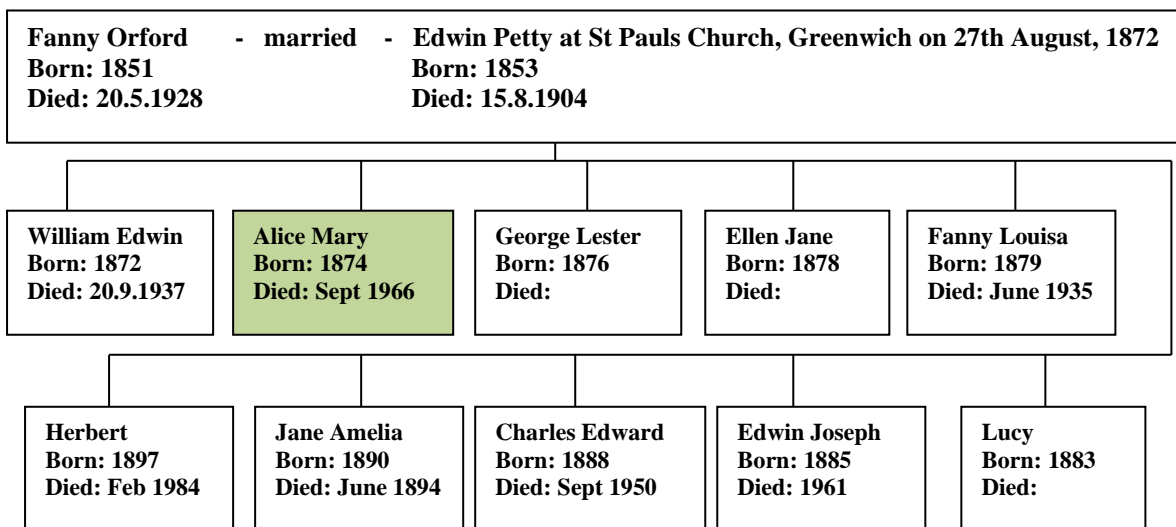 Fanny Orford - married - Edwin Petty at St Pauls Church, Greenwich on 27th August, 1872
Born: 1851 Born: 1853
Died: 20.5.1928 Died: 15.8.1904
William Edwin
Born: 1872
Died: 20.9.1937
Alice Mary
Born: 1874
Died: Sept 1966
George Lester
Born: 1876
Died:
Ellen Jane
Born: 1878
Died:
Fanny Louisa
Born: 1879
Died: June 1935
Herbert
Born: 1897
Died: Feb 1984
Jane Amelia
Born: 1890
Died: June 1894
Charles Edward
Born: 1888
Died: Sept 1950
Edwin Joseph
Born: 1885
Died: 1961
Lucy
Born: 1883
Died: